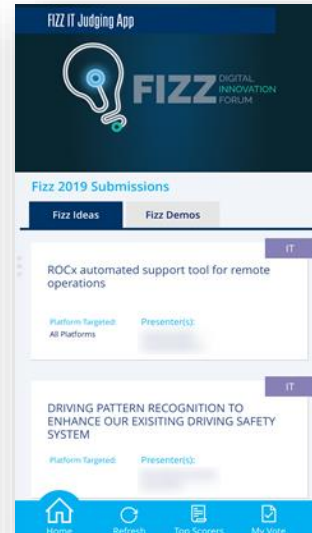 FIZZ IT Judging App
FIZZ DIGITAL
INNOVATION
FORUM
Fizz 2019 Submissions
Fizz Ideas Fizz Demos
IT
ROCx automated support tool for remote
operations
Platform Targeted: Presenter(s):
All Platforms
IT
DRIVING PATTERN RECOGNITION TO
ENHANCE OUR EXISITING DRIVING SAFETY
SYSTEM
Platform Targeted: Presenter(s):
Home Refresh Top Scorers My Vote